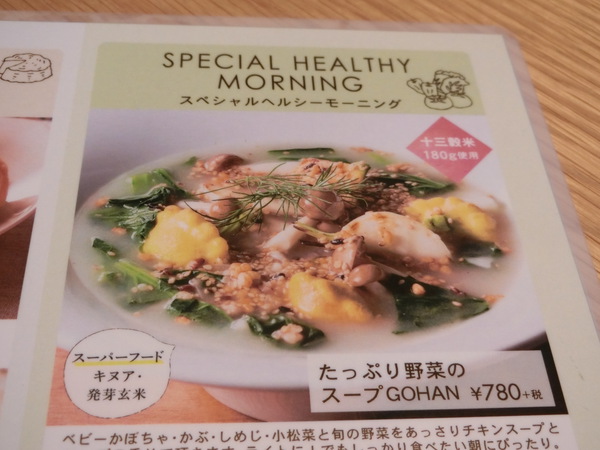 SPECIAL HEALTHY
MORNING
スペシャルヘルシーモーニング
十三穀米
180g使用
スーパーフード
キヌア・
発芽玄米
たっぷり野菜の
スープGOHAN ¥780+税
ベビーかぼちゃ・かぶ・しめじ・小松菜と旬の野菜をあっさりチキンスープと